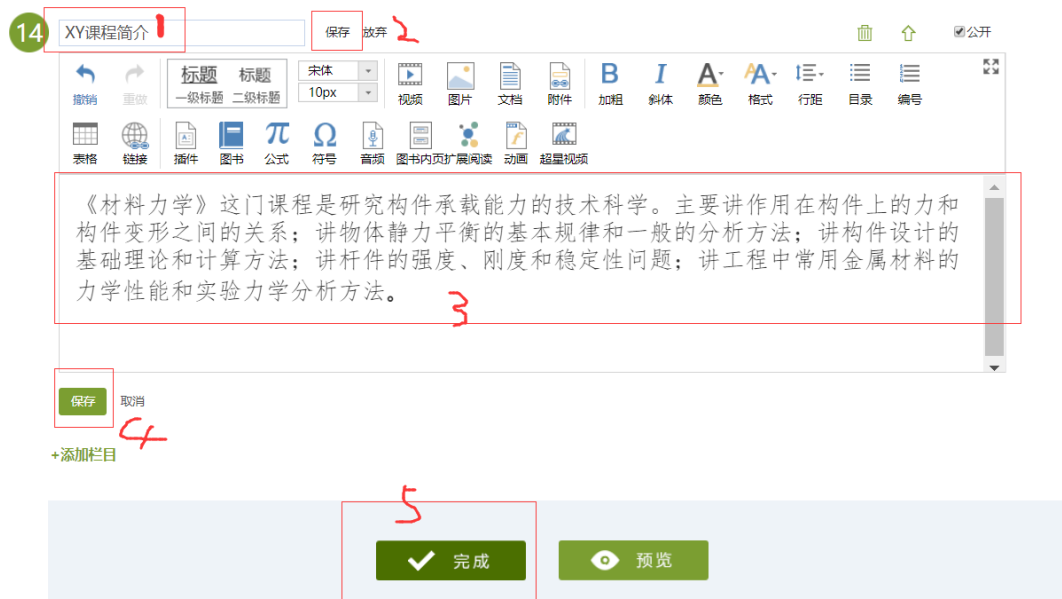 14 XY课程简介 1 保存 放弃 2 公开
标题 标题 宋体
撤销 重做 一级标题 二级标题 10px 视频 图片 文档 附件 B 加粗 I 斜体 A 颜色 AA 格式 行距 目录 编号
表格 链接 插件 图书 π 公式 Ω 符号 音频 图书内页 扩展阅读 动画 超星视频
《材料力学》这门课程是研究构件承载能力的技术科学。主要讲作用在构件上的力和
构件变形之间的关系；讲物体静力平衡的基本规律和一般的分析方法；讲构件设计的
基础理论和计算方法；讲杆件的强度、刚度和稳定性问题；讲工程中常用金属材料的
力学性能和实验力学分析方法。
3
保存 取消
4
+添加栏目
5
完成 预览